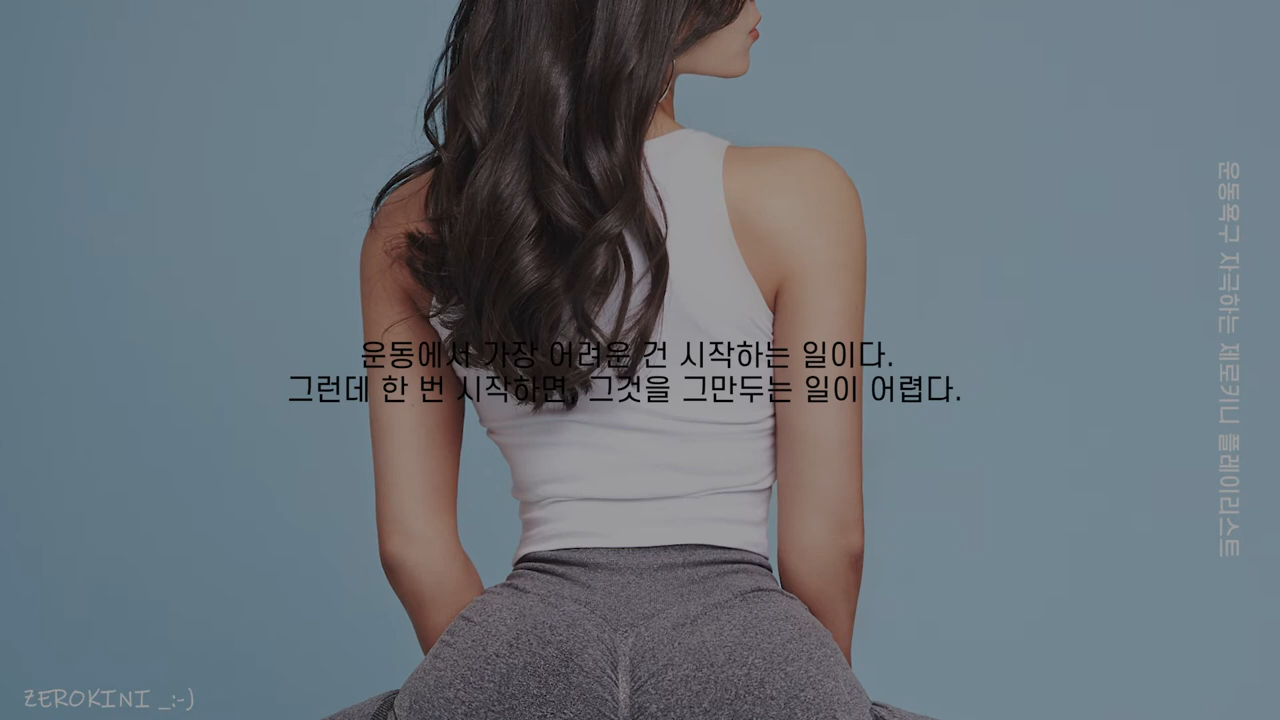 운동에서 가장 어려운 건 시작하는 일이다.
그런데 한 번 시작하면, 그것을 그만두는 일이 어렵다.
운동욕구 자극하는 제로키니 플레이리스트
ZEROKINI _:-)